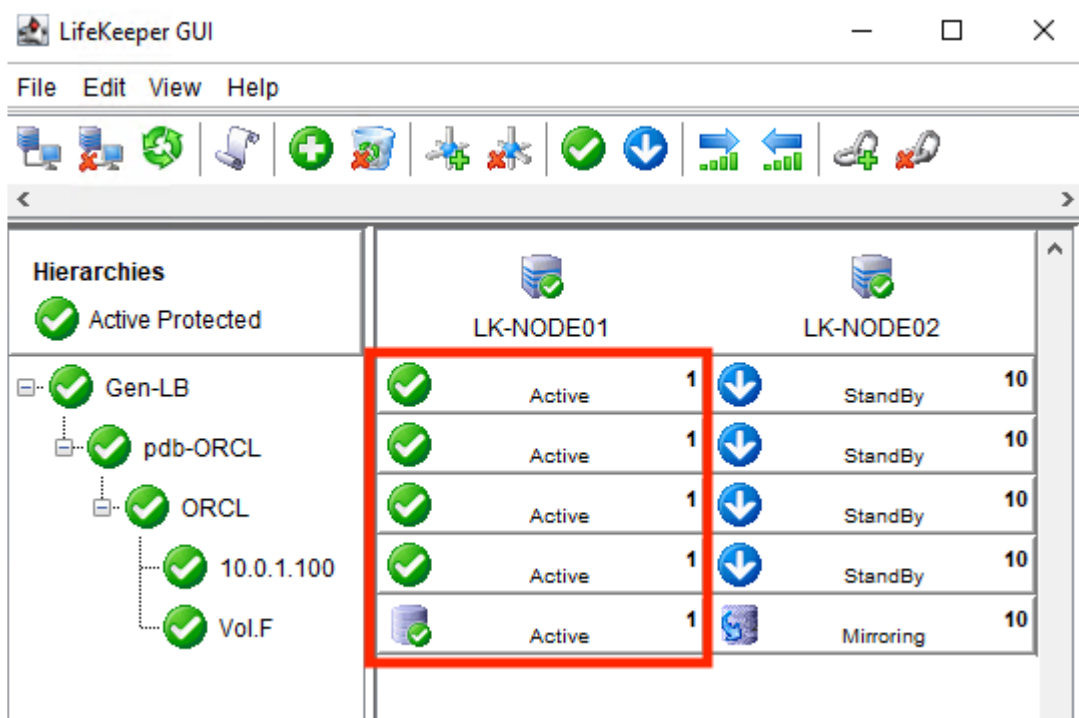 LifeKeeper GUI
File Edit View Help
Hierarchies
Active Protected
LK-NODE01 LK-NODE02
Gen-LB Active 1 StandBy 10
pdb-ORCL Active 1 StandBy 10
ORCL Active 1 StandBy 10
10.0.1.100 Active 1 StandBy 10
Vol.F Active 1 Mirroring 10